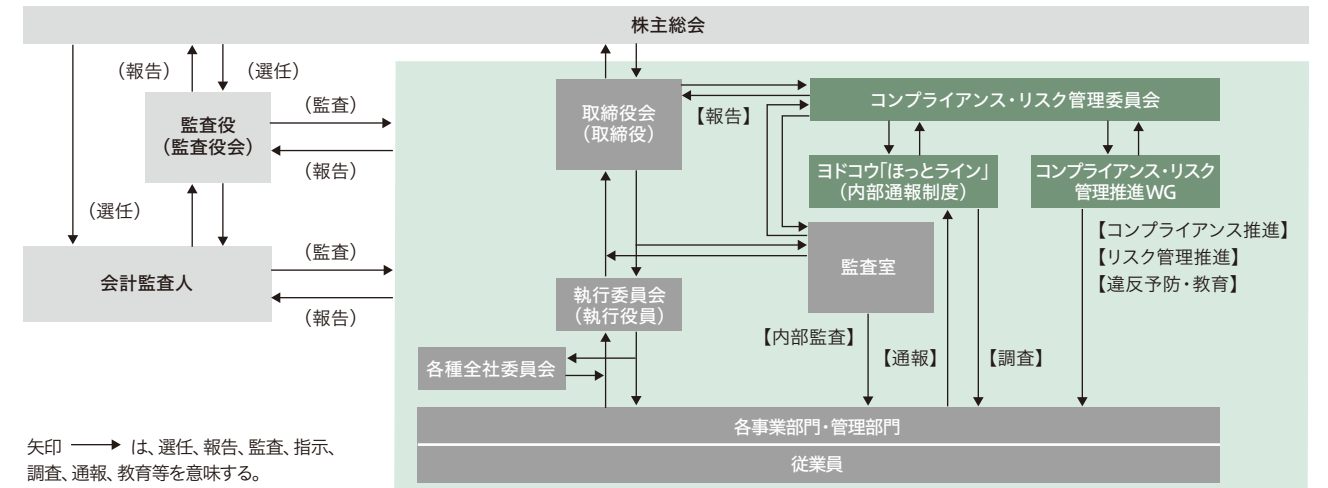 株主総会
（報告）
（選任）
監査役
（監査役会）
（監査）
（報告）
（選任）
会計監査人
（監査）
（報告）
取締役会
（取締役）
【報告】
コンプライアンス・リスク管理委員会
ヨドコウ「ほっとライン」
（内部通報制度）
コンプライアンス・リスク
管理推進WG
【コンプライアンス推進】
【リスク管理推進】
【違反予防・教育】
監査室
執行委員会
（執行役員）
【内部監査】
【通報】
【調査】
各種全社委員会
各事業部門・管理部門
従業員
矢印 は、選任、報告、監査、指示、
調査、通報、教育等を意味する。